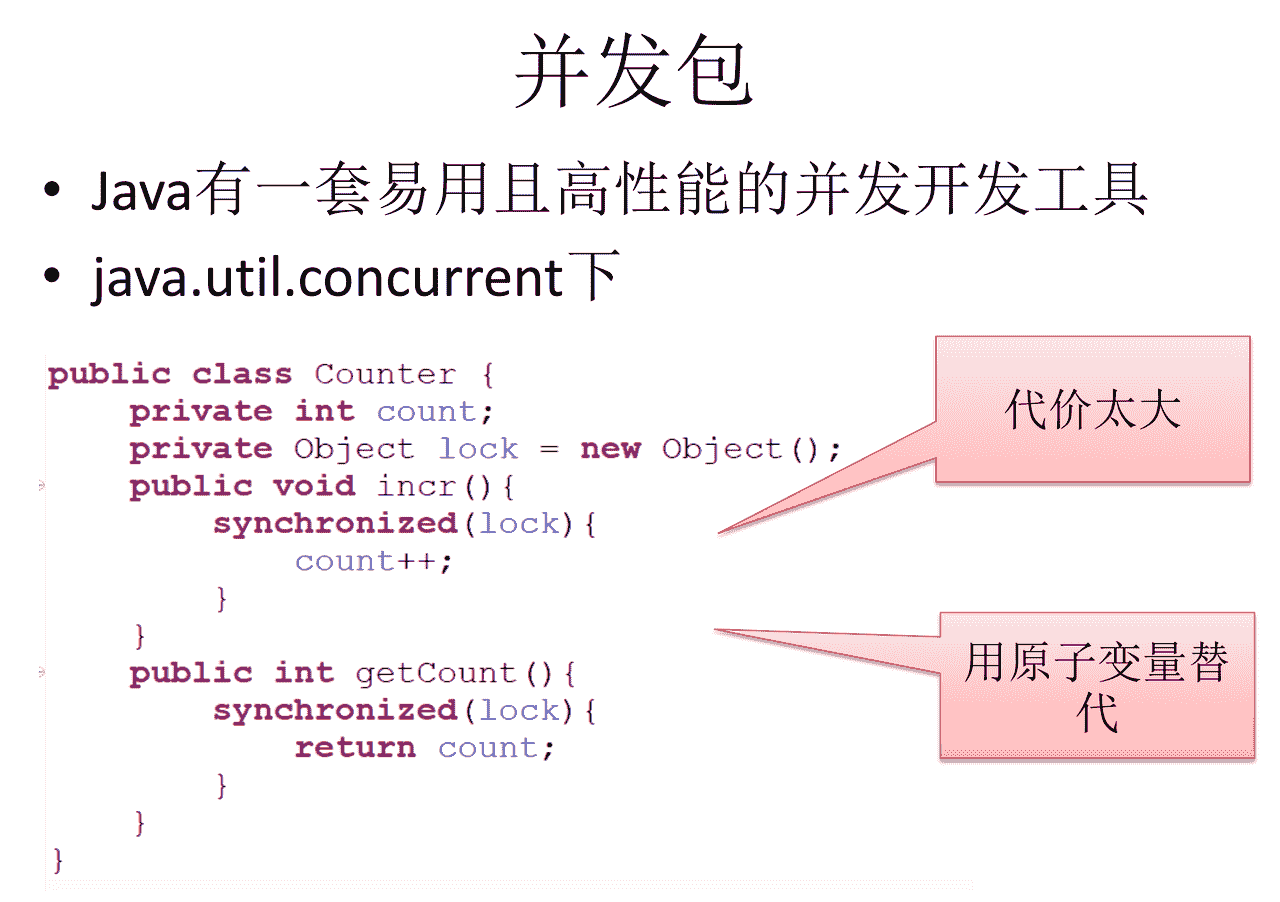 并发包
• Java有一套易用且高性能的并发开发工具
• java.util.concurrent下
public class Counter {
    private int count;
    private Object lock = new Object();
    public void incr(){
        synchronized(lock){
            count++;
        }
    }
    public int getCount(){
        synchronized(lock){
            return count;
        }
    }
}
代价太大
用原子变量替
代